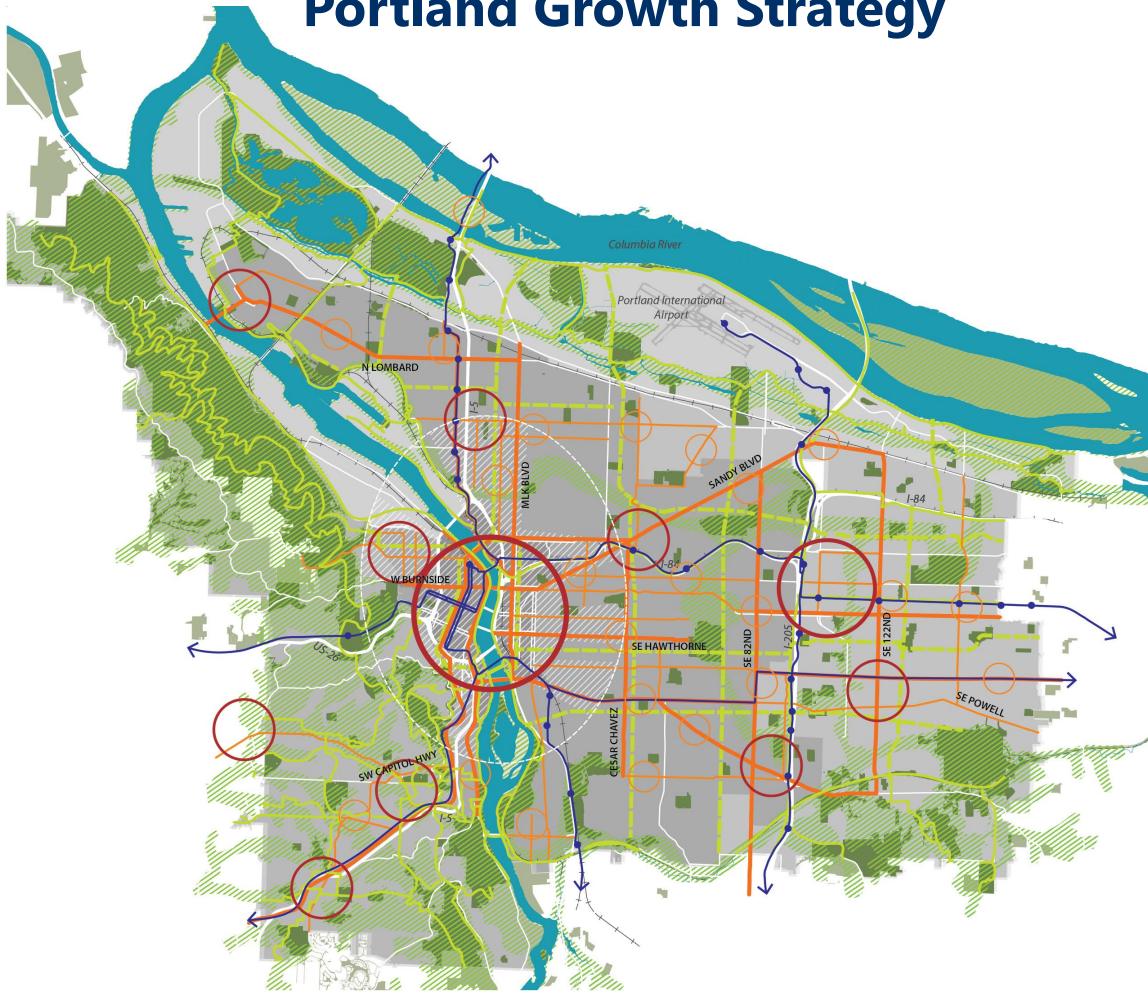 Portland Growth Strategy
Columbia River
Portland International
Airport
N LOMBARD
I-5
MLK BLVD
SANDY BLVD
I-84
I-84
W BURNSIDE
US-26
SE HAWTHORNE
SE 82ND
I-205
SE 122ND
SE POWELL
CESAR CHAVEZ
SW CAPITOL HWY
I-5